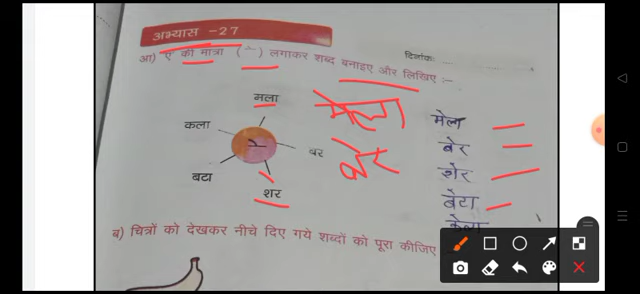 अभ्यास -27
दिनांक:
आ) 'ए' की मात्रा ( े ) लगाकर शब्द बनाइए और लिखिए :-
मला
कला
बर
बटा
शर
े
मेला
बेर
मेला
बेर
शेर
बेटा
केला
ब) चित्रों को देखकर नीचे दिए गये शब्दों को पूरा कीजिए